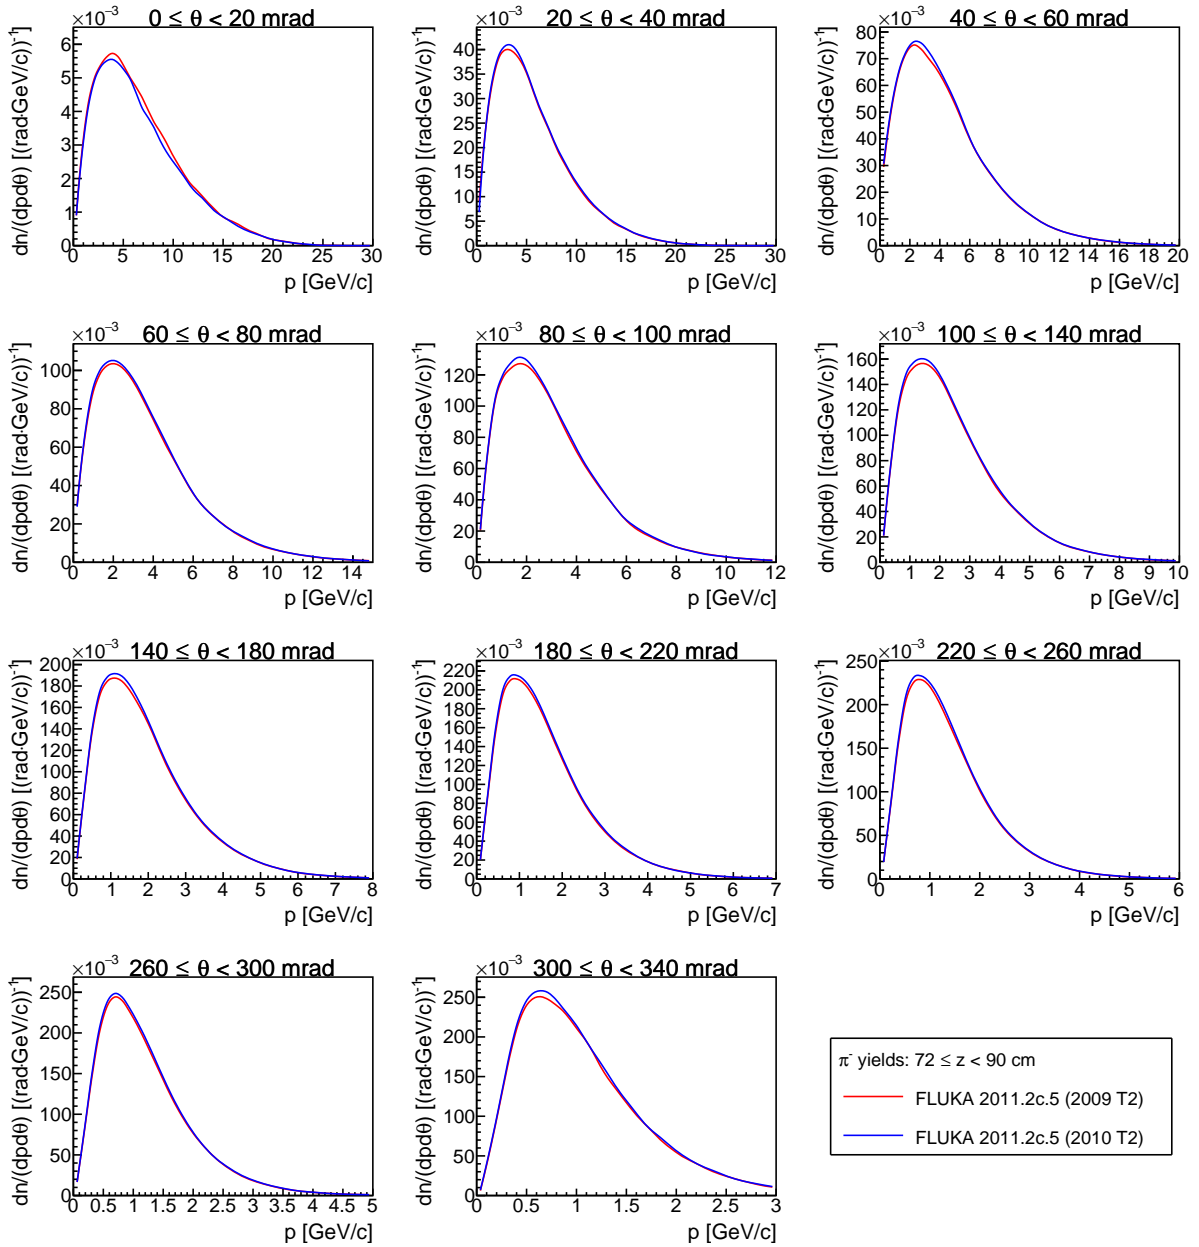 ×10⁻³ 0 ≤ θ < 20 mrad
dn/(dpdθ) [(rad·GeV/c))⁻¹]
6
5
4
3
2
1
0
0 5 10 15 20 25 30
p [GeV/c]
×10⁻³ 20 ≤ θ < 40 mrad
dn/(dpdθ) [(rad·GeV/c))⁻¹]
40
35
30
25
20
15
10
5
0
0 5 10 15 20 25 30
p [GeV/c]
×10⁻³ 40 ≤ θ < 60 mrad
dn/(dpdθ) [(rad·GeV/c))⁻¹]
80
70
60
50
40
30
20
10
0
0 2 4 6 8 10 12 14 16 18 20
p [GeV/c]
×10⁻³ 60 ≤ θ < 80 mrad
dn/(dpdθ) [(rad·GeV/c))⁻¹]
100
80
60
40
20
0
0 2 4 6 8 10 12 14
p [GeV/c]
×10⁻³ 80 ≤ θ < 100 mrad
dn/(dpdθ) [(rad·GeV/c))⁻¹]
120
100
80
60
40
20
0
0 2 4 6 8 10 12
p [GeV/c]
×10⁻³ 100 ≤ θ < 140 mrad
dn/(dpdθ) [(rad·GeV/c))⁻¹]
160
140
120
100
80
60
40
20
0
0 1 2 3 4 5 6 7 8 9 10
p [GeV/c]
×10⁻³ 140 ≤ θ < 180 mrad
dn/(dpdθ) [(rad·GeV/c))⁻¹]
200
180
160
140
120
100
80
60
40
20
0
0 1 2 3 4 5 6 7 8
p [GeV/c]
×10⁻³ 180 ≤ θ < 220 mrad
dn/(dpdθ) [(rad·GeV/c))⁻¹]
220
200
180
160
140
120
100
80
60
40
20
0
0 1 2 3 4 5 6 7
p [GeV/c]
×10⁻³ 220 ≤ θ < 260 mrad
dn/(dpdθ) [(rad·GeV/c))⁻¹]
250
200
150
100
50
0
0 1 2 3 4 5 6
p [GeV/c]
×10⁻³ 260 ≤ θ < 300 mrad
dn/(dpdθ) [(rad·GeV/c))⁻¹]
250
200
150
100
50
0
0 0.5 1 1.5 2 2.5 3 3.5 4 4.5 5
p [GeV/c]
×10⁻³ 300 ≤ θ < 340 mrad
dn/(dpdθ) [(rad·GeV/c))⁻¹]
250
200
150
100
50
0
0 0.5 1 1.5 2 2.5 3
p [GeV/c]
π⁻ yields: 72 ≤ z < 90 cm
FLUKA 2011.2c.5 (2009 T2)
FLUKA 2011.2c.5 (2010 T2)